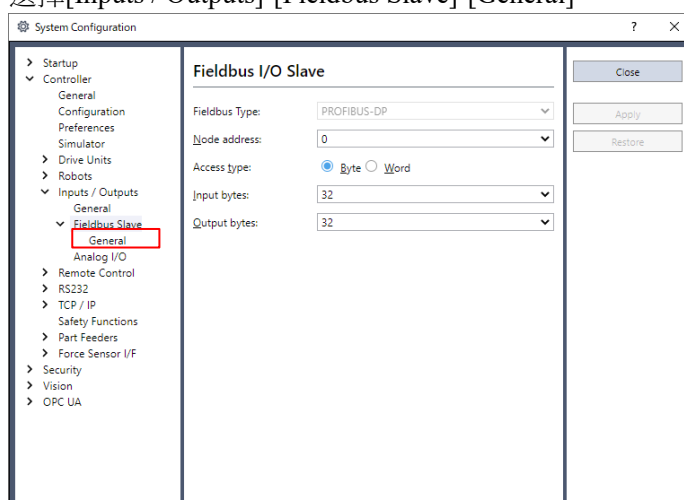 选择[Inputs / Outputs]-[Fieldbus Slave]-[General]
System Configuration
? ×
Startup
Controller
General
Configuration
Preferences
Simulator
Drive Units
Robots
Inputs / Outputs
General
Fieldbus Slave
General
Analog I/O
Remote Control
RS232
TCP / IP
Safety Functions
Part Feeders
Force Sensor I/F
Security
Vision
OPC UA
Fieldbus I/O Slave
Fieldbus Type: PROFIBUS-DP
Node address: 0
Access type: Byte Word
Input bytes: 32
Output bytes: 32
Close
Apply
Restore